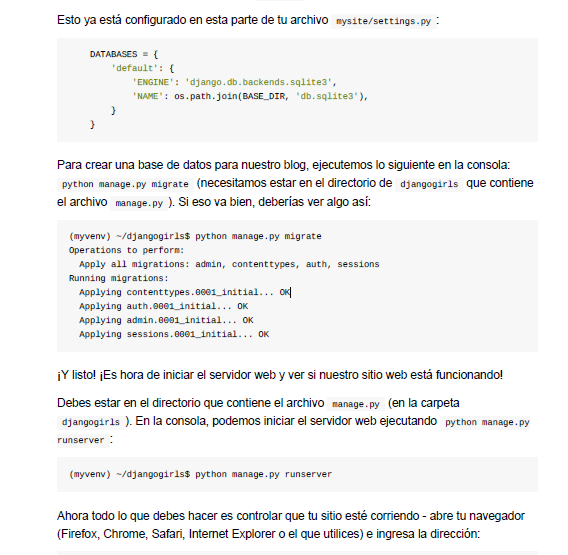 Esto ya está configurado en esta parte de tu archivo mysite/settings.py :
DATABASES = {
    'default': {
        'ENGINE': 'django.db.backends.sqlite3',
        'NAME': os.path.join(BASE_DIR, 'db.sqlite3'),
    }
}
Para crear una base de datos para nuestro blog, ejecutemos lo siguiente en la consola:
python manage.py migrate (necesitamos estar en el directorio de djangogirls que contiene
el archivo manage.py ). Si eso va bien, deberías ver algo así:
(myvenv) ~/djangogirls$ python manage.py migrate
Operations to perform:
  Apply all migrations: admin, contenttypes, auth, sessions
Running migrations:
  Applying contenttypes.0001_initial... OK
  Applying auth.0001_initial... OK
  Applying admin.0001_initial... OK
  Applying sessions.0001_initial... OK
¡Y listo! ¡Es hora de iniciar el servidor web y ver si nuestro sitio web está funcionando!
Debes estar en el directorio que contiene el archivo manage.py (en la carpeta
djangogirls ). En la consola, podemos iniciar el servidor web ejecutando python manage.py
runserver :
(myvenv) ~/djangogirls$ python manage.py runserver
Ahora todo lo que debes hacer es controlar que tu sitio esté corriendo - abre tu navegador
(Firefox, Chrome, Safari, Internet Explorer o el que utilices) e ingresa la dirección: